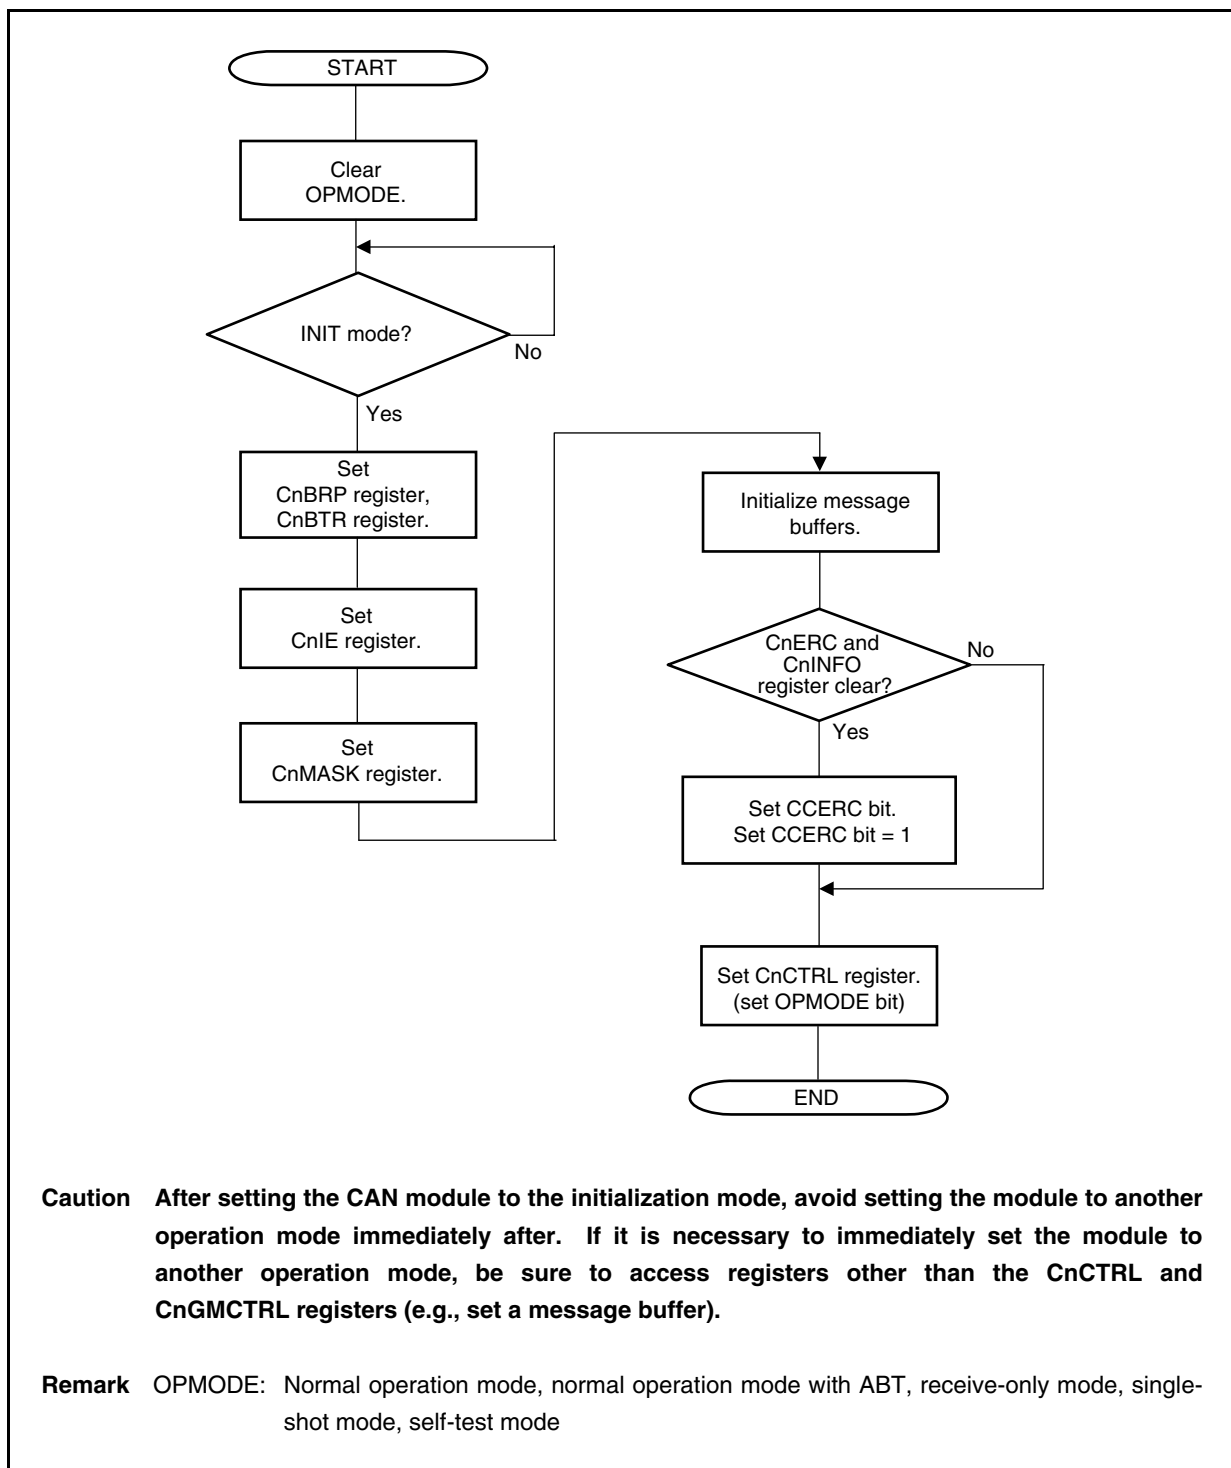 START
Clear
OPMODE.
INIT mode?
No
Yes
Set
CnBRP register,
CnBTR register.
Set
CnIE register.
Set
CnMASK register.
Initialize message
buffers.
CnERC and
CnINFO
register clear?
No
Yes
Set CCERC bit.
Set CCERC bit = 1
Set CnCTRL register.
(set OPMODE bit)
END
Caution After setting the CAN module to the initialization mode, avoid setting the module to another
operation mode immediately after. If it is necessary to immediately set the module to
another operation mode, be sure to access registers other than the CnCTRL and
CnGMCTRL registers (e.g., set a message buffer).
Remark OPMODE: Normal operation mode, normal operation mode with ABT, receive-only mode, single-
shot mode, self-test mode